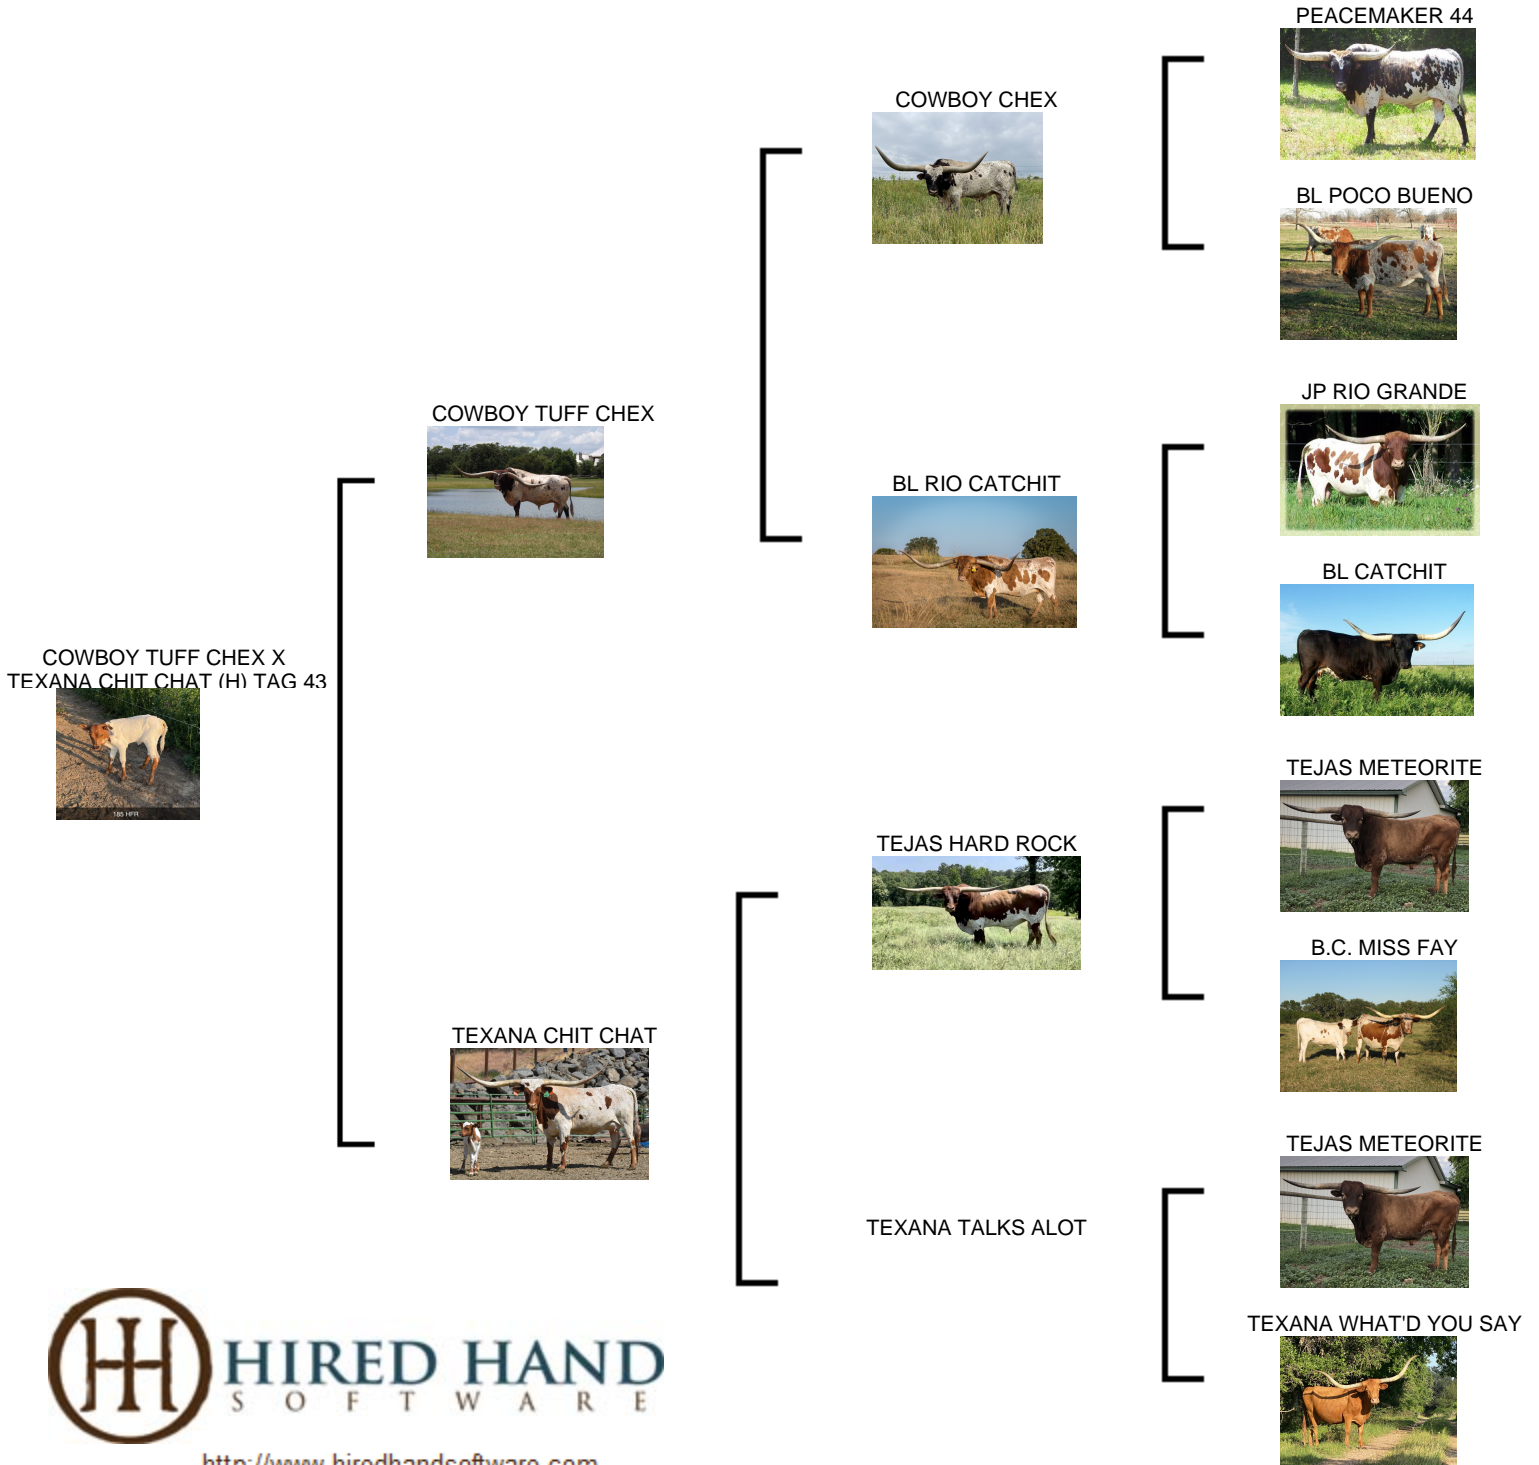 PEACEMAKER 44
COWBOY CHEX
BL POCO BUENO
JP RIO GRANDE
COWBOY TUFF CHEX
BL RIO CATCHIT
BL CATCHIT
COWBOY TUFF CHEX X
TEXANA CHIT CHAT (H) TAG 43
185 HFR
TEJAS METEORITE
TEJAS HARD ROCK
B.C. MISS FAY
TEXANA CHIT CHAT
TEJAS METEORITE
TEXANA TALKS ALOT
TEXANA WHAT'D YOU SAY
HIRED HAND
SOFTWARE
http://www.hiredhandsoftware.com